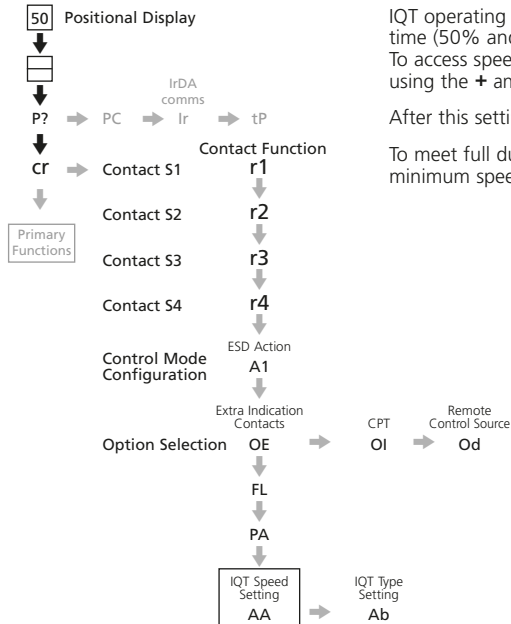 50 Positional Display
IrDA
comms
P? PC Ir tP
Contact Function
cr Contact S1 r1
Primary
Functions
Contact S2 r2
Contact S3 r3
Contact S4 r4
ESD Action
Control Mode
Configuration
A1
Extra Indication
Contacts
CPT
Remote
Control Source
Option Selection OE OI Od
FL
PA
IQT Speed
Setting
IQT Type
Setting
AA Ab
IQT operating
time (50% and
To access spee
using the + an
After this setti
To meet full du
minimum spee